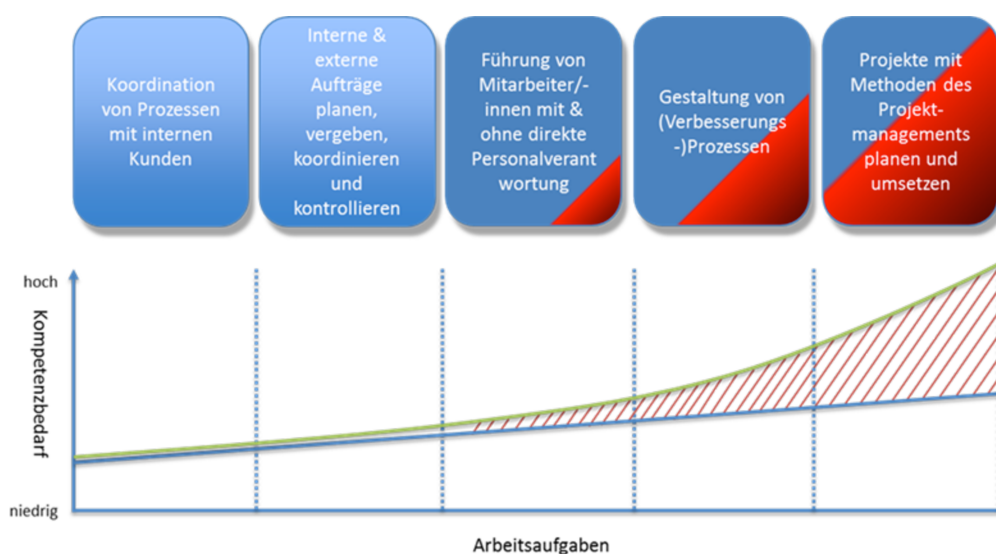 Koordination
von Prozessen
mit internen
Kunden
Interne &
externe
Aufträge
planen,
vergeben,
koordinieren
und
kontrollieren
Führung von
Mitarbeiter/-
innen mit &
ohne direkte
Personalverant
wortung
Gestaltung von
(Verbesserungs
-)Prozessen
Projekte mit
Methoden des
Projekt-
managements
planen und
umsetzen
hoch
Kompetenzbedarf
niedrig
Arbeitsaufgaben